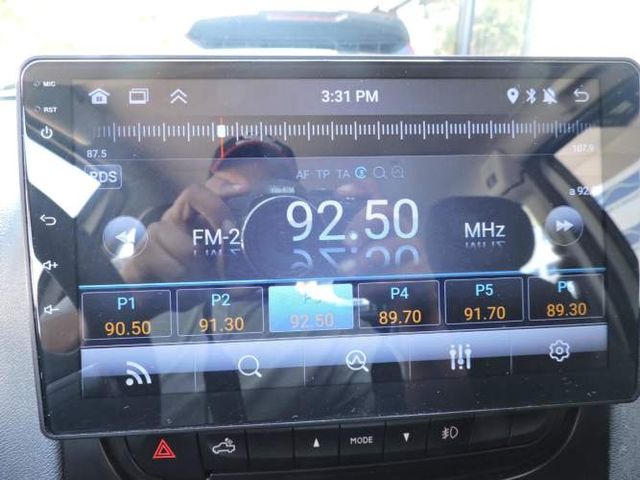 MIC
3:31 PM
RST
87.5
107.9
RDS
AF TP TA
FM-2
92.50
MHz
P1
P2
P3
P4
P5
90.50
91.30
92.50
89.70
91.70
89.30
MODE